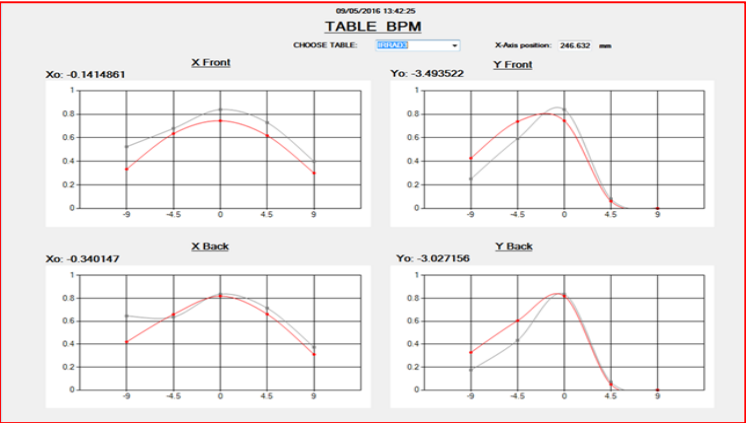 09/05/2016 13:42:25
TABLE BPM
CHOOSE TABLE: IRRAD3 X-Axis position: 246.632 mm
X Front
Xo: -0.1414861
1
0.8
0.6
0.4
0.2
0
-9 -4.5 0 4.5 9
Y Front
Yo: -3.493522
1
0.8
0.6
0.4
0.2
0
-9 -4.5 0 4.5 9
X Back
Xo: -0.340147
1
0.8
0.6
0.4
0.2
0
-9 -4.5 0 4.5 9
Y Back
Yo: -3.027156
1
0.8
0.6
0.4
0.2
0
-9 -4.5 0 4.5 9